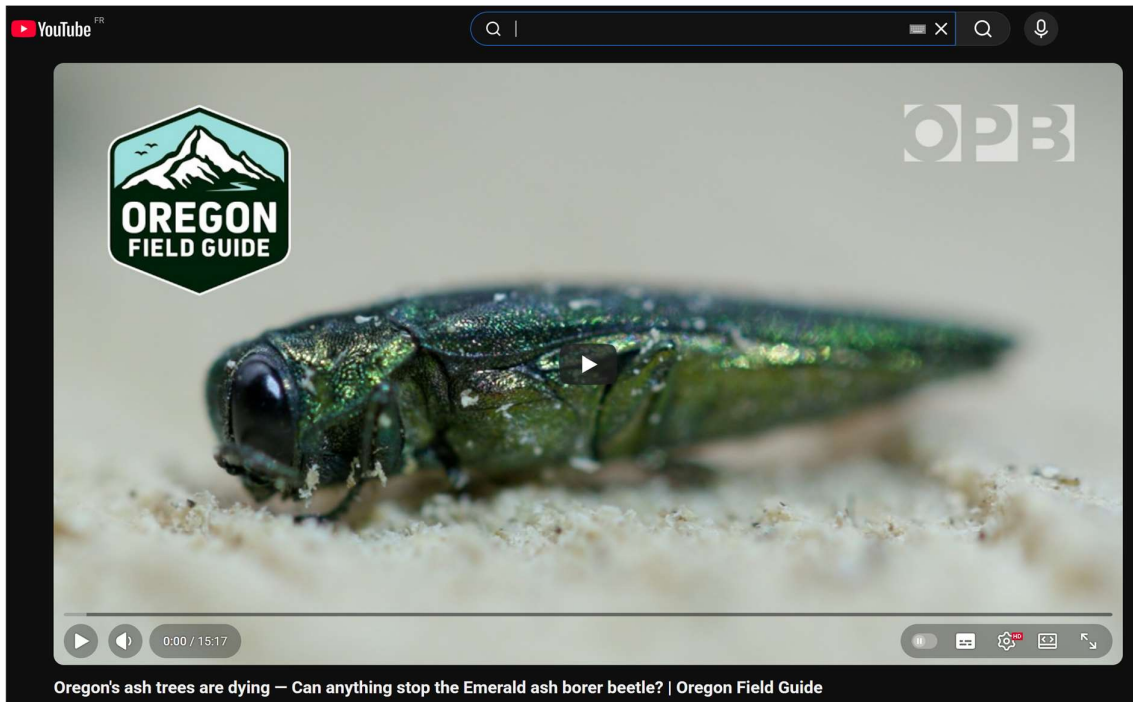 YouTube FR
OPB
OREGON
FIELD GUIDE
0:00 / 15:17
HD
Oregon's ash trees are dying — Can anything stop the Emerald ash borer beetle? | Oregon Field Guide